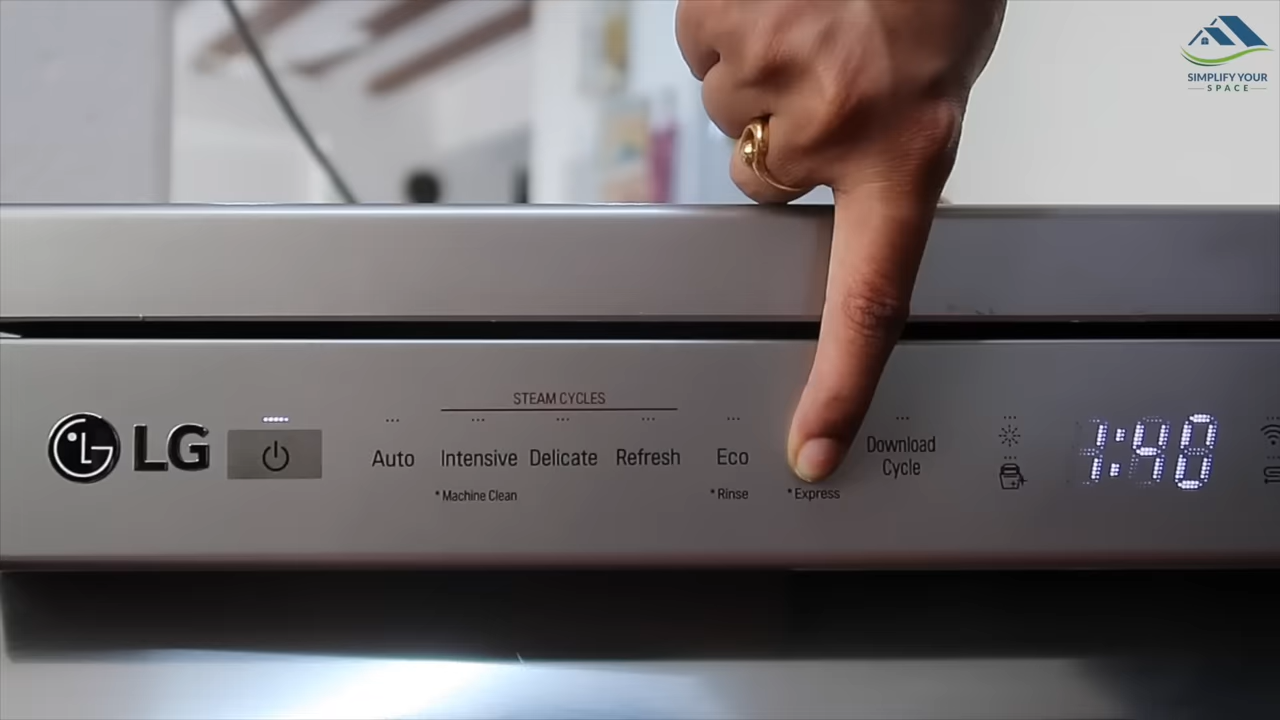 SIMPLIFY YOUR
SPACE
STEAM CYCLES
LG
Auto
Intensive
Delicate
Refresh
Eco
Download
Cycle
* Machine Clean
* Rinse
* Express
1:40